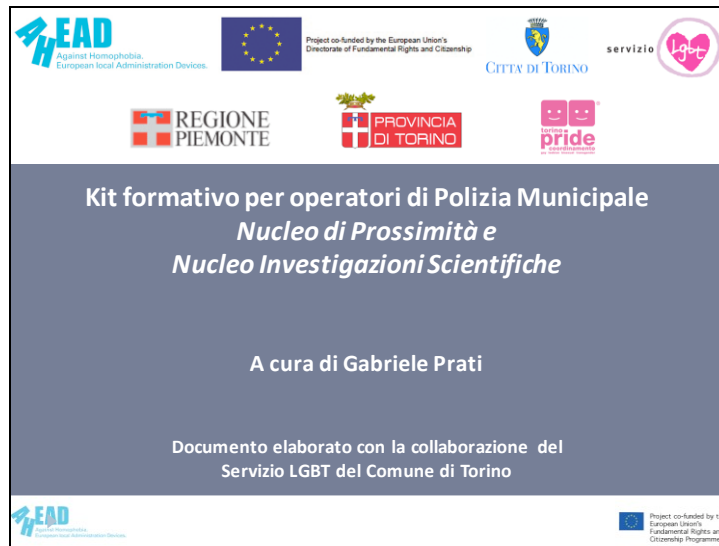 AHEAD
Against Homophobia.
European local Administration Devices.
Project co-funded by the European Union's
Directorate of Fundamental Rights and Citizenship
CITTA' DI TORINO
servizio
Lgbt
REGIONE
PIEMONTE
PROVINCIA
DI TORINO
torino
pride
coordinamento
Kit formativo per operatori di Polizia Municipale
Nucleo di Prossimità e
Nucleo Investigazioni Scientifiche
A cura di Gabriele Prati
Documento elaborato con la collaborazione del
Servizio LGBT del Comune di Torino
AHEAD
Against Homophobia.
European local Administration Devices.
Project co-funded by t
European Union's
Fundamental Rights an
Citizenship Programme